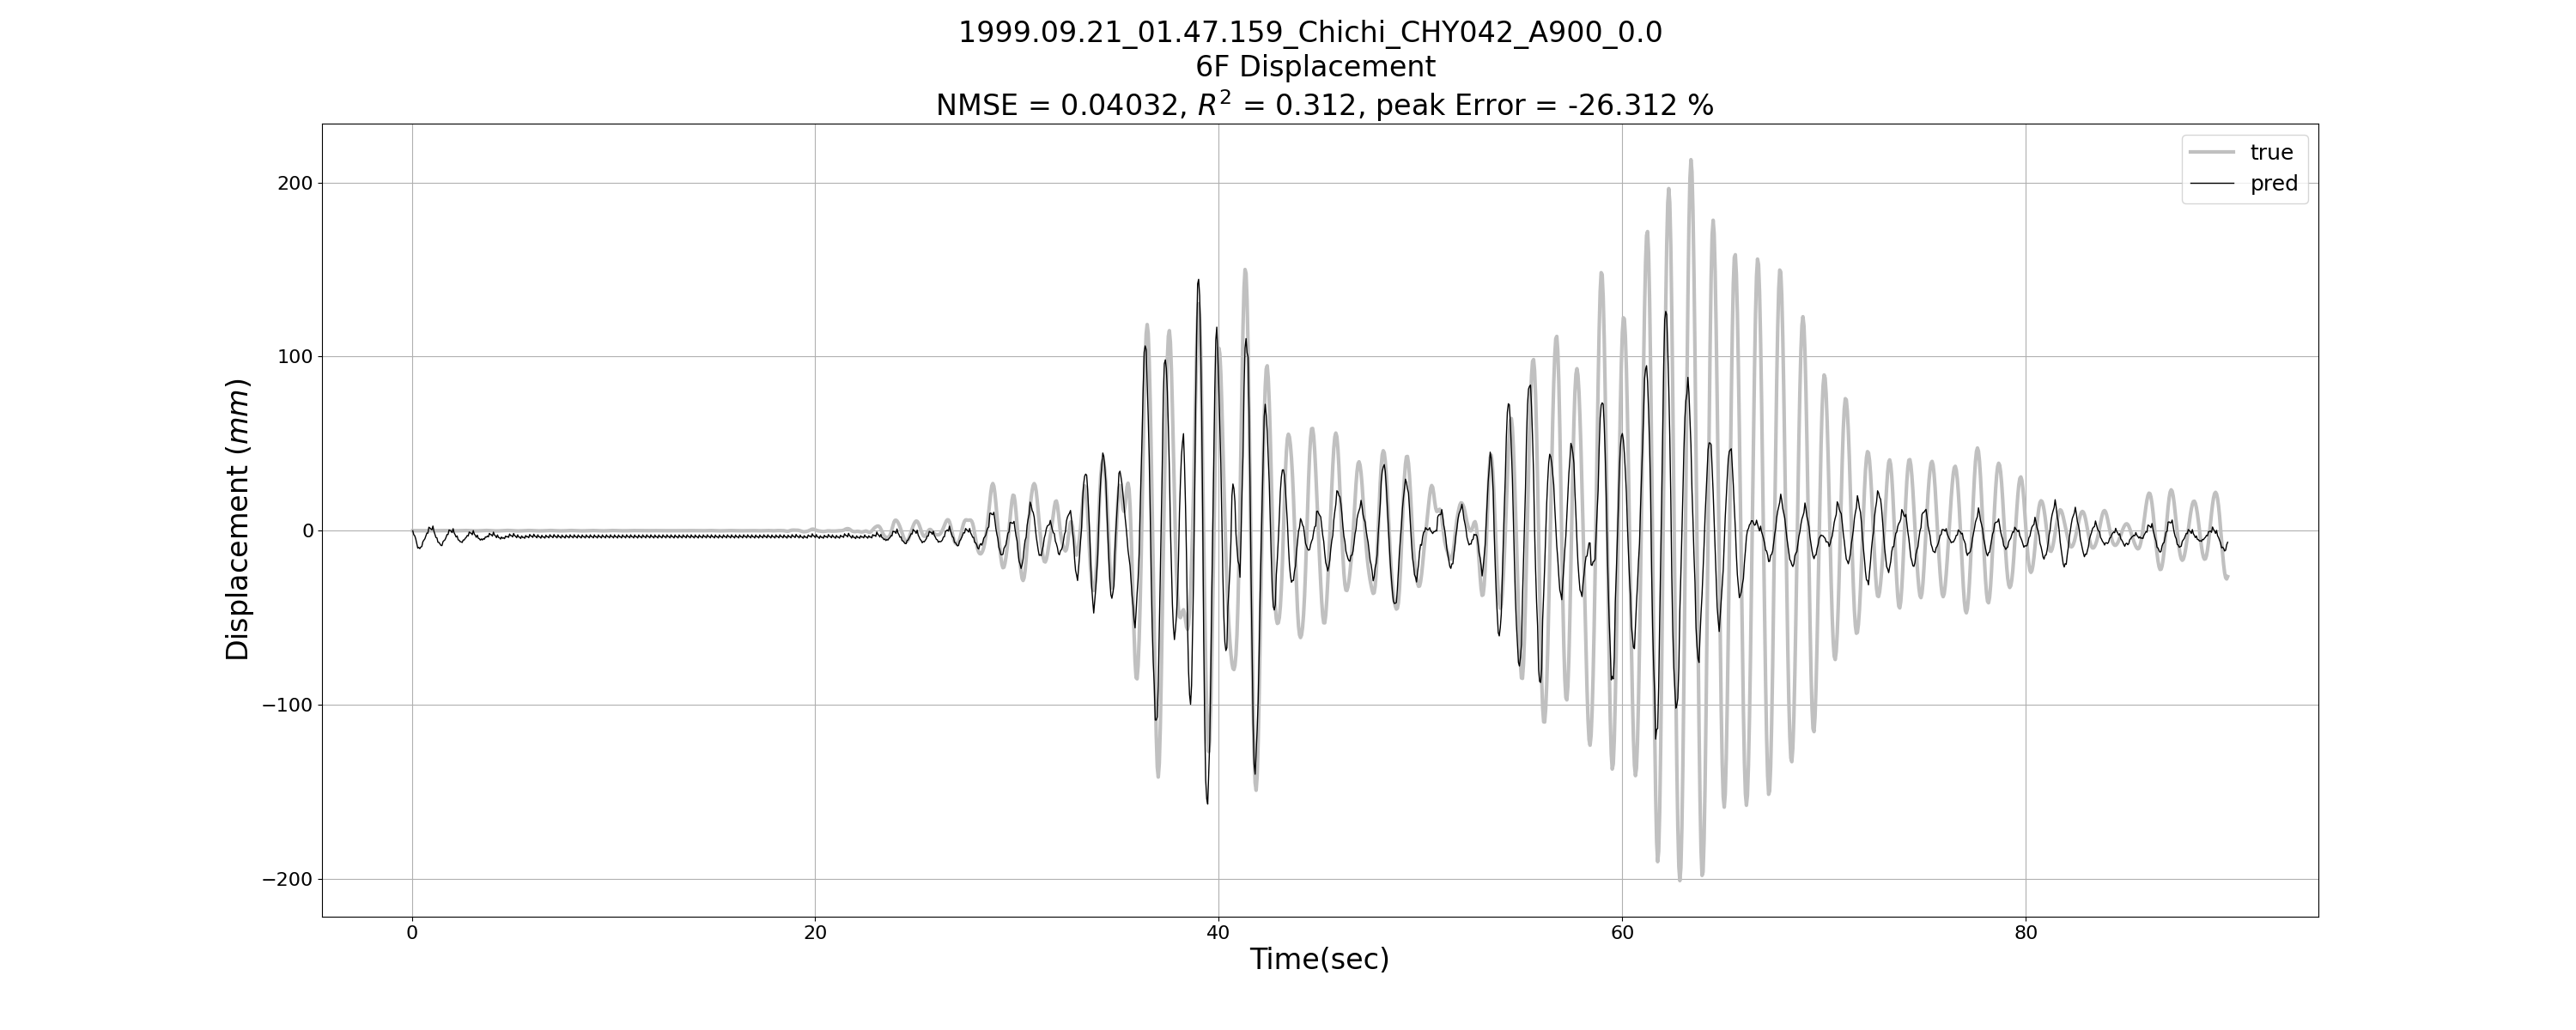 1999.09.21_01.47.159_Chichi_CHY042_A900_0.0
6F Displacement
NMSE = 0.04032, R² = 0.312, peak Error = -26.312 %
true
pred
200
100
0
−100
−200
Displacement (mm)
0 20 40 60 80
Time(sec)